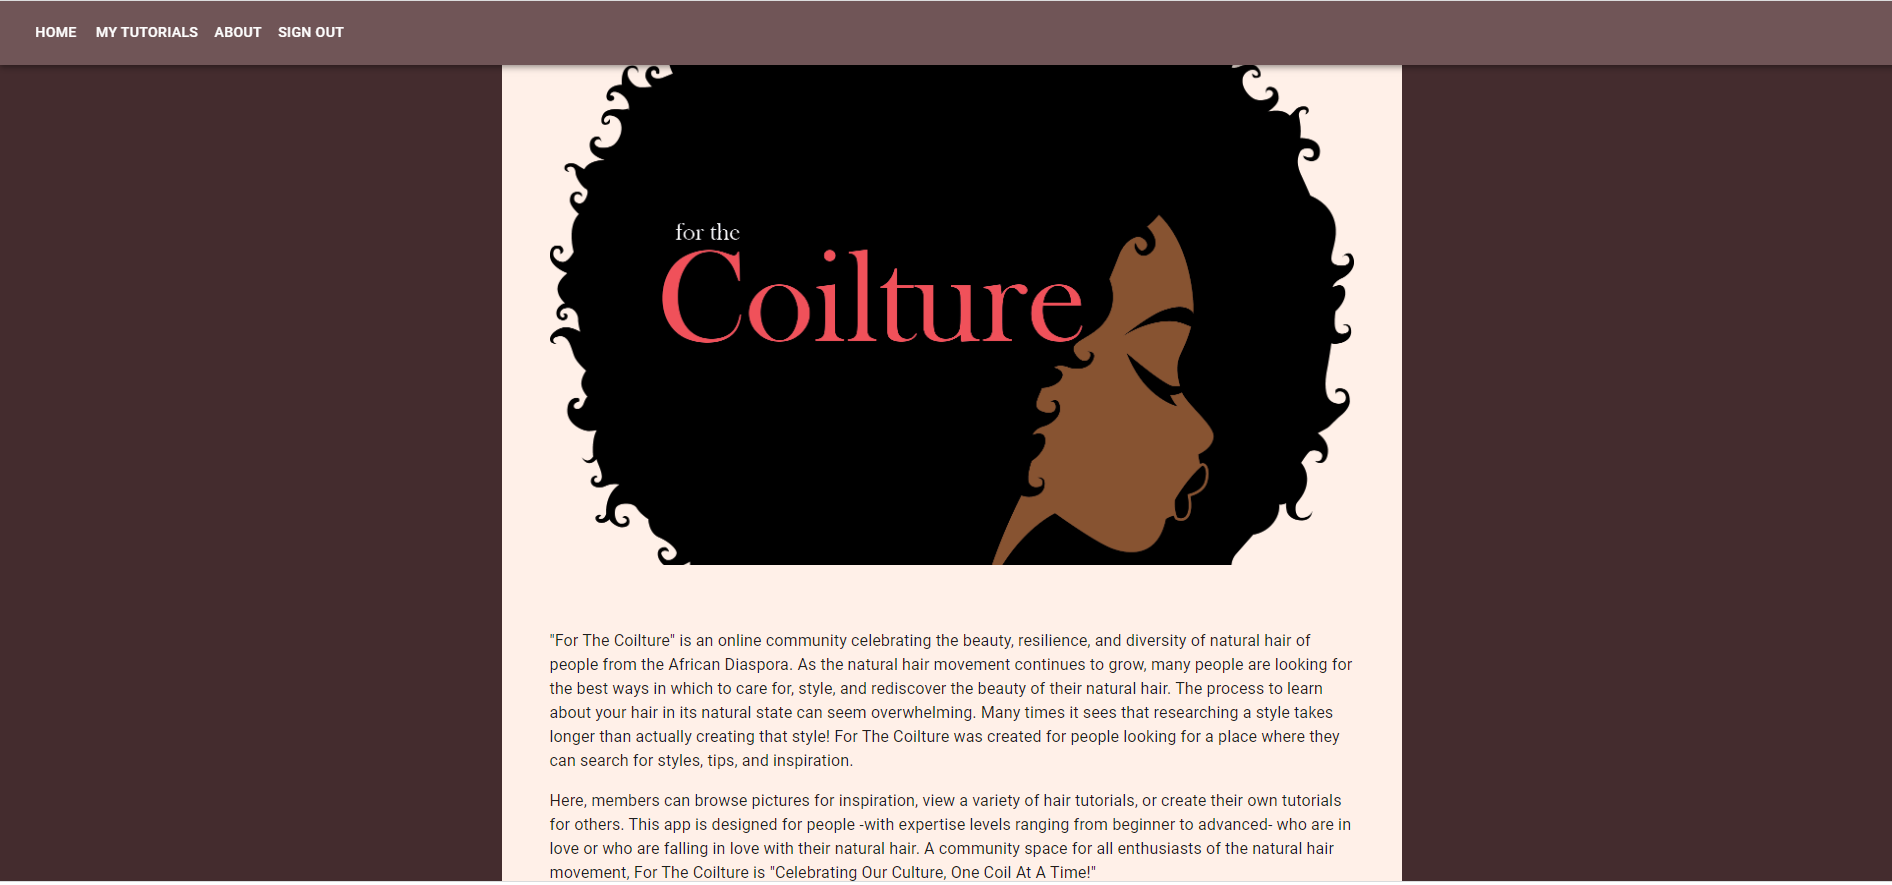 HOME MY TUTORIALS ABOUT SIGN OUT
for the
Coilture
"For The Coilture" is an online community celebrating the beauty, resilience, and diversity of natural hair of
people from the African Diaspora. As the natural hair movement continues to grow, many people are looking for
the best ways in which to care for, style, and rediscover the beauty of their natural hair. The process to learn
about your hair in its natural state can seem overwhelming. Many times it sees that researching a style takes
longer than actually creating that style! For The Coilture was created for people looking for a place where they
can search for styles, tips, and inspiration.
Here, members can browse pictures for inspiration, view a variety of hair tutorials, or create their own tutorials
for others. This app is designed for people -with expertise levels ranging from beginner to advanced- who are in
love or who are falling in love with their natural hair. A community space for all enthusiasts of the natural hair
movement, For The Coilture is "Celebrating Our Culture, One Coil At A Time!"